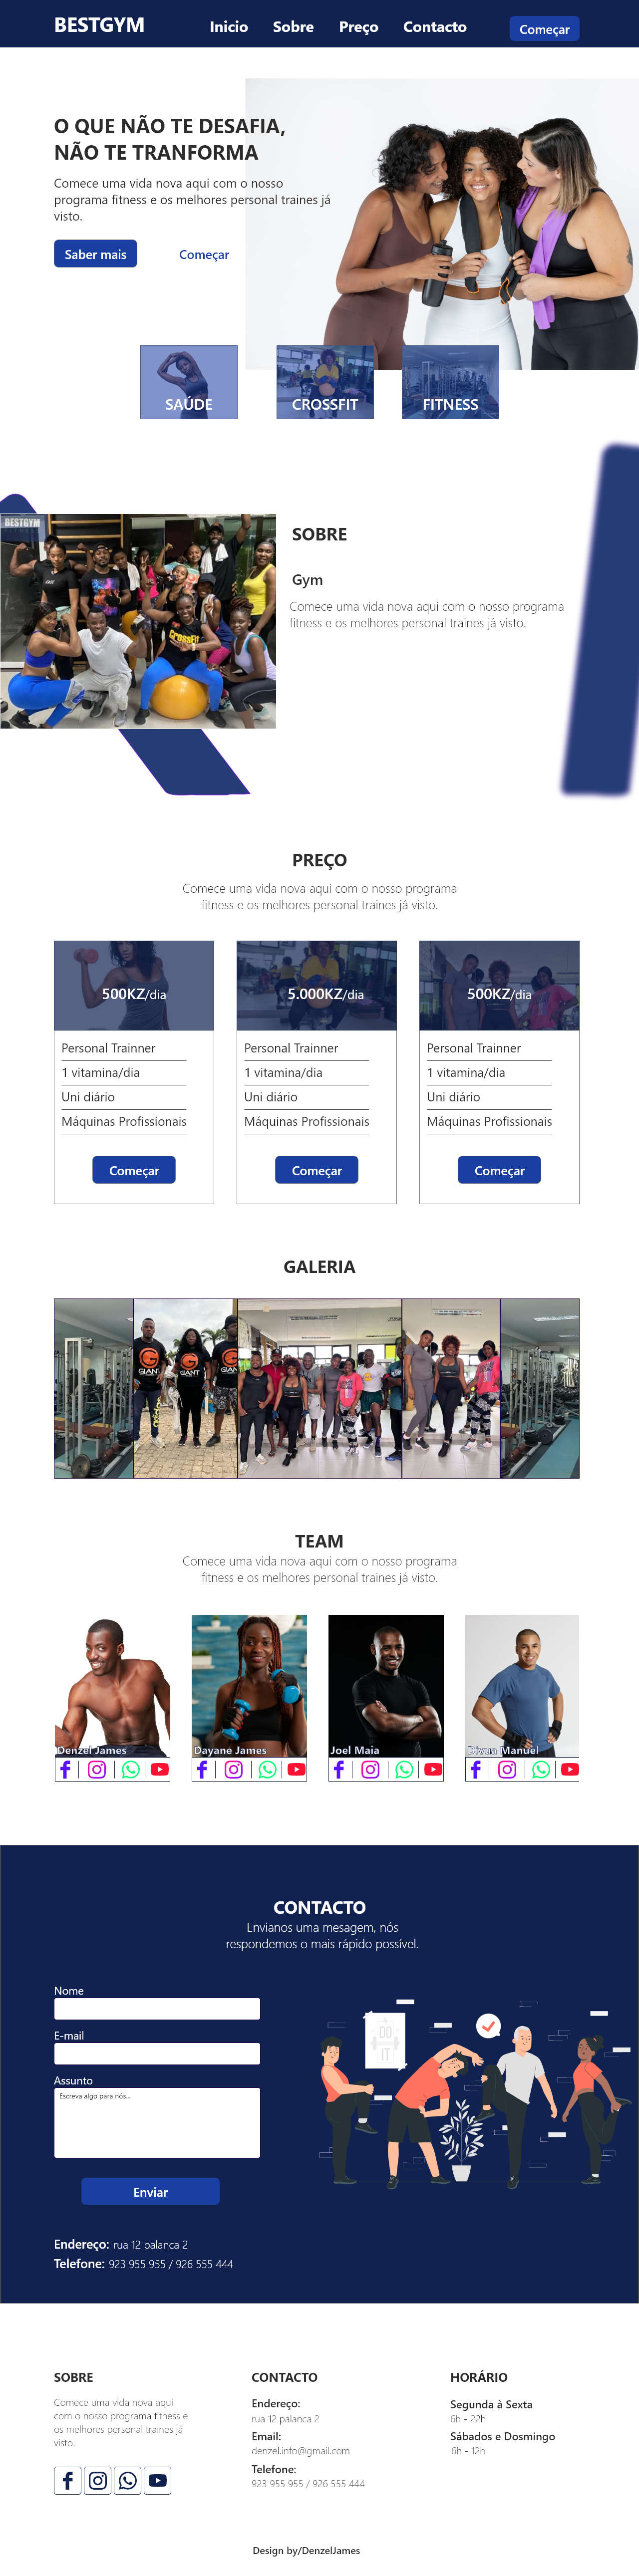 BESTGYM
Inicio Sobre Preço Contacto Começar
O QUE NÃO TE DESAFIA,
NÃO TE TRANFORMA
Comece uma vida nova aqui com o nosso
programa fitness e os melhores personal traines já
visto.
Saber mais Começar
SAÚDE CROSSFIT FITNESS
BESTGYM
SOBRE
Gym
Comece uma vida nova aqui com o nosso programa
fitness e os melhores personal traines já visto.
PREÇO
Comece uma vida nova aqui com o nosso programa
fitness e os melhores personal traines já visto.
500KZ/dia
Personal Trainner
1 vitamina/dia
Uni diário
Máquinas Profissionais
Começar
5.000KZ/dia
Personal Trainner
1 vitamina/dia
Uni diário
Máquinas Profissionais
Começar
500KZ/dia
Personal Trainner
1 vitamina/dia
Uni diário
Máquinas Profissionais
Começar
GALERIA
GIANT GIANT GIANT
TEAM
Comece uma vida nova aqui com o nosso programa
fitness e os melhores personal traines já visto.
Denzel James Dayane James Joel Maia Divua Manuel
CONTACTO
Envianos uma mesagem, nós
respondemos o mais rápido possível.
Nome
E-mail
Assunto
Escreva algo para nós...
Enviar
DO
IT
Endereço: rua 12 palanca 2
Telefone: 923 955 955 / 926 555 444
SOBRE
Comece uma vida nova aqui
com o nosso programa fitness e
os melhores personal traines já
visto.
CONTACTO
Endereço:
rua 12 palanca 2
Email:
denzel.info@gmail.com
Telefone:
923 955 955 / 926 555 444
HORÁRIO
Segunda à Sexta
6h - 22h
Sábados e Dosmingo
6h - 12h
Design by/DenzelJames